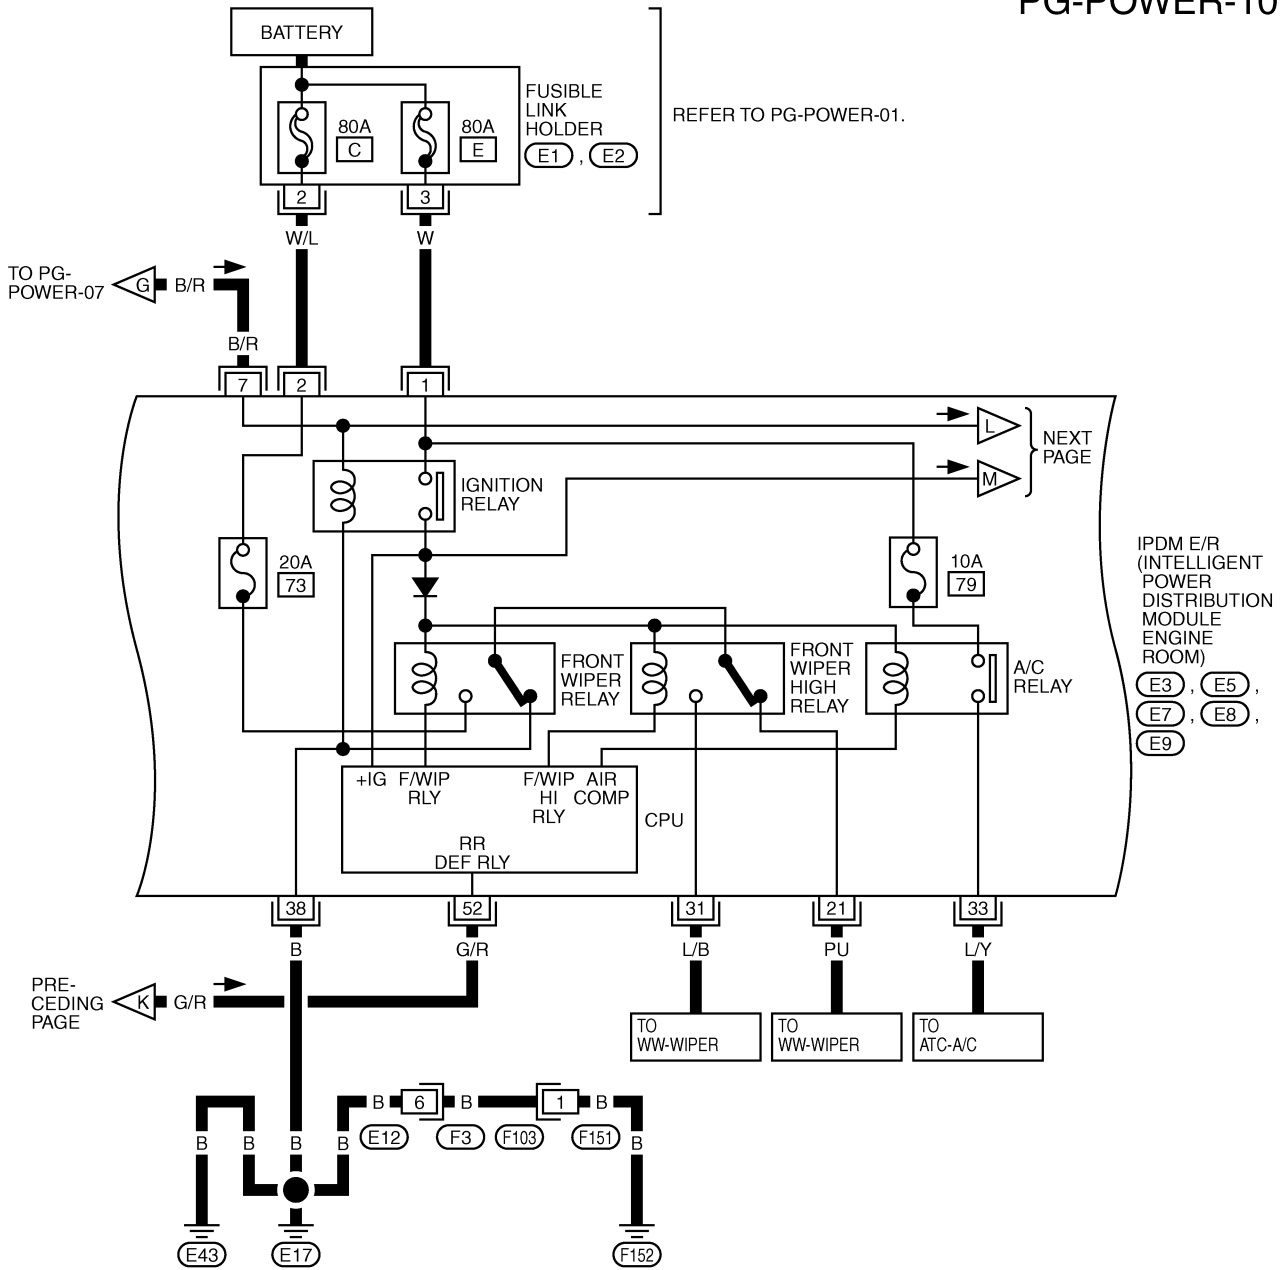 PG-POWER-10
BATTERY
FUSIBLE
LINK
HOLDER
80A
C
80A
E
E1 , E2
REFER TO PG-POWER-01.
2
3
W/L
W
TO PG-
POWER-07
G
B/R
B/R
7
2
1
L
M
NEXT
PAGE
IGNITION
RELAY
20A
73
10A
79
IPDM E/R
(INTELLIGENT
POWER
DISTRIBUTION
MODULE
ENGINE
ROOM)
E3 , E5 ,
E7 , E8 ,
E9
FRONT
WIPER
RELAY
FRONT
WIPER
HIGH
RELAY
A/C
RELAY
+IG
F/WIP
RLY
F/WIP
HI
RLY
AIR
COMP
CPU
RR
DEF RLY
38
52
31
21
33
B
G/R
L/B
PU
L/Y
PRE-
CEDING
PAGE
K
G/R
TO
WW-WIPER
TO
WW-WIPER
TO
ATC-A/C
B
6
B
1
B
E12
F3
F103
F151
B
B
B
B
B
E43
E17
F152